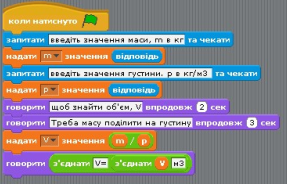 коли натиснуто
запитати введіть значення маси, m в кг та чекати
надати m значення відповідь
запитати введіть значення густини. p в кг/м3 та чекати
надати p значення відповідь
говорити щоб знайти об'єм, V впродовж 2 сек
говорити Треба масу поділити на густину впродовж 3 сек
надати V значення m / p
говорити з'єднати V= з'єднати V м3